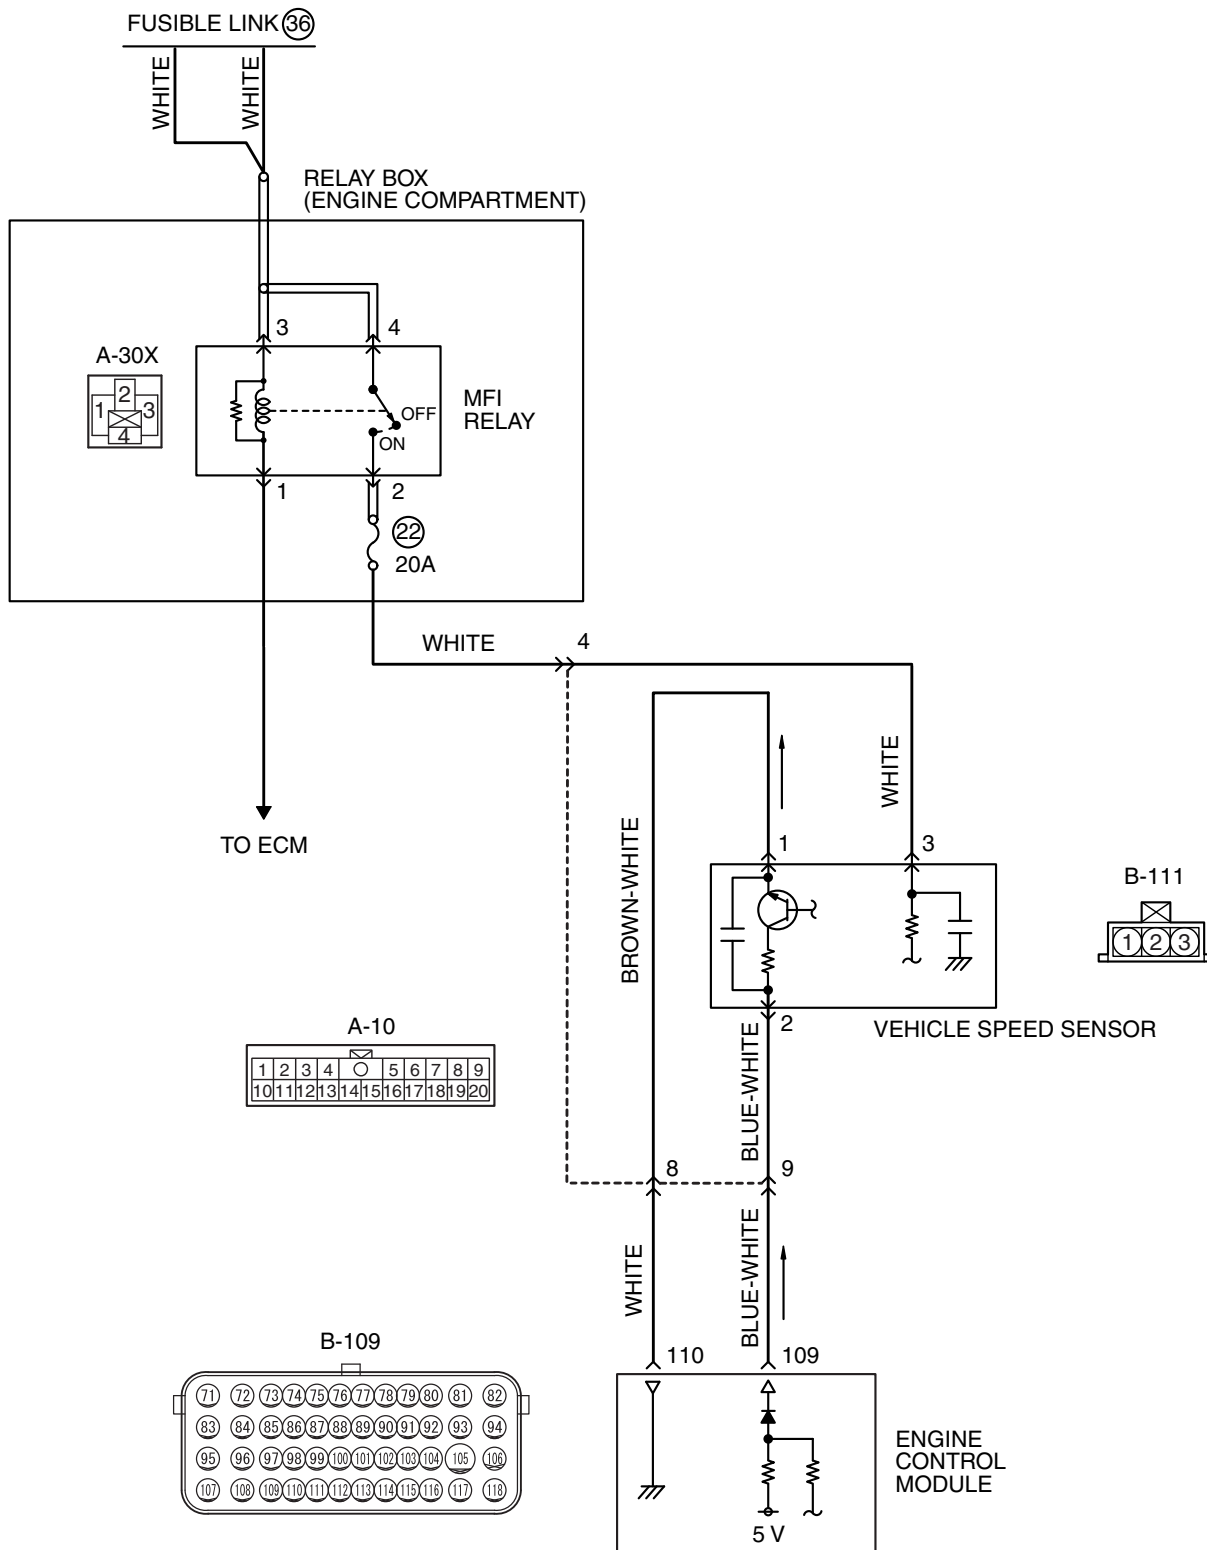 FUSIBLE LINK 36
WHITE
WHITE
RELAY BOX
(ENGINE COMPARTMENT)
3
4
A-30X
2
1
3
4
MFI
RELAY
OFF
ON
1
2
22
20A
WHITE
4
TO ECM
BROWN-WHITE
WHITE
1
3
B-111
1 2 3
2
VEHICLE SPEED SENSOR
A-10
1 2 3 4 5 6 7 8 9
10 11 12 13 14 15 16 17 18 19 20
BLUE-WHITE
8
9
WHITE
BLUE-WHITE
B-109
71 72 73 74 75 76 77 78 79 80 81 82
83 84 85 86 87 88 89 90 91 92 93 94
95 96 97 98 99 100 101 102 103 104 105 106
107 108 109 110 111 112 113 114 115 116 117 118
110
109
ENGINE
CONTROL
MODULE
5 V